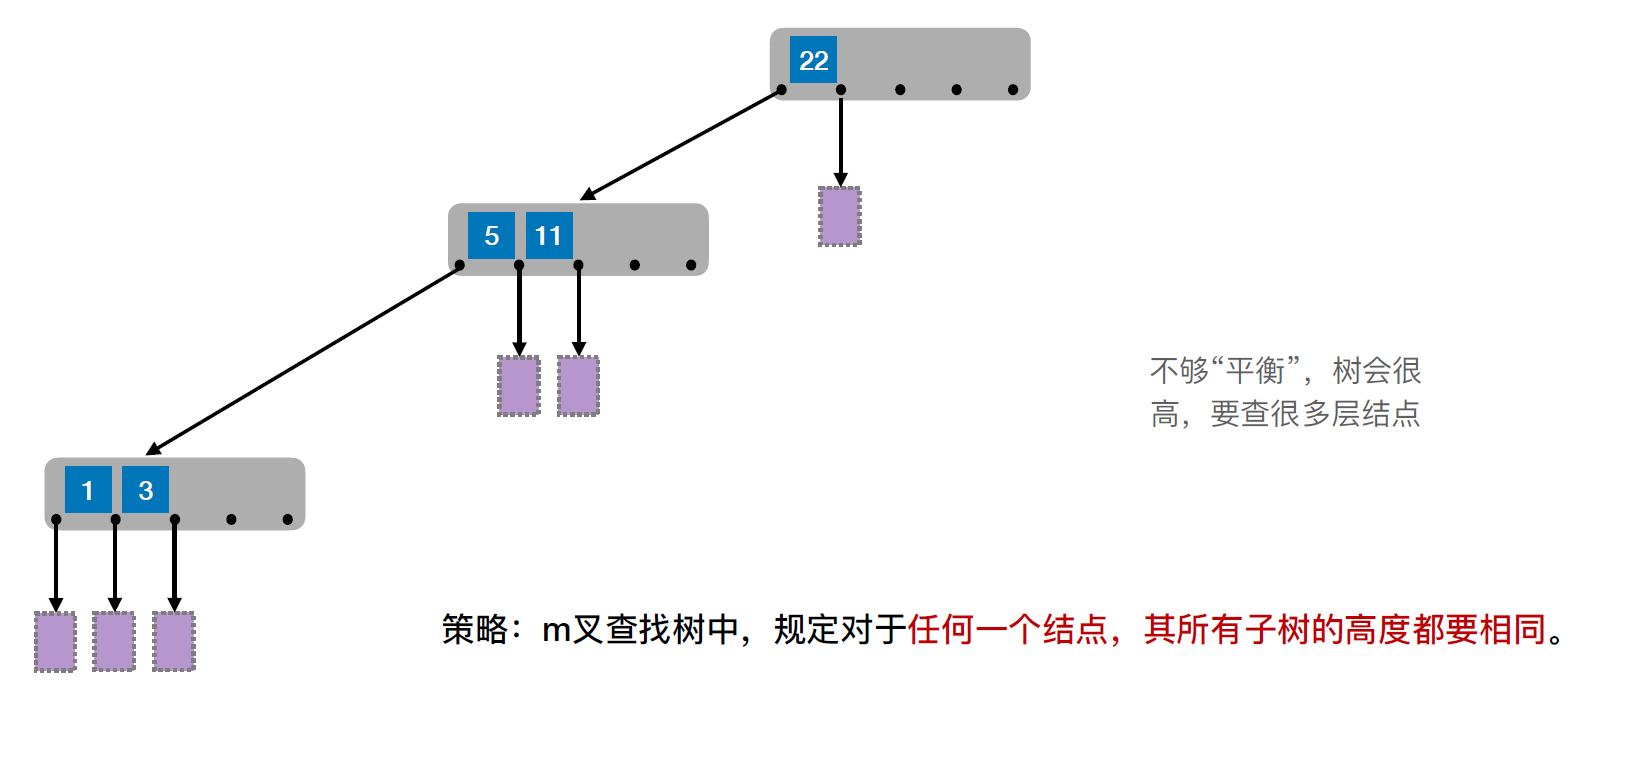 22
5 11
不够“平衡”，树会很
高，要查很多层结点
1 3
策略：m叉查找树中，规定对于任何一个结点，其所有子树的高度都要相同。